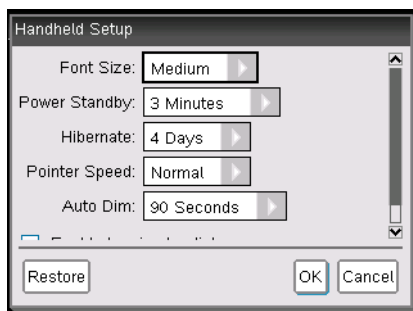 Handheld Setup
Font Size: Medium
Power Standby: 3 Minutes
Hibernate: 4 Days
Pointer Speed: Normal
Auto Dim: 90 Seconds
Restore OK Cancel